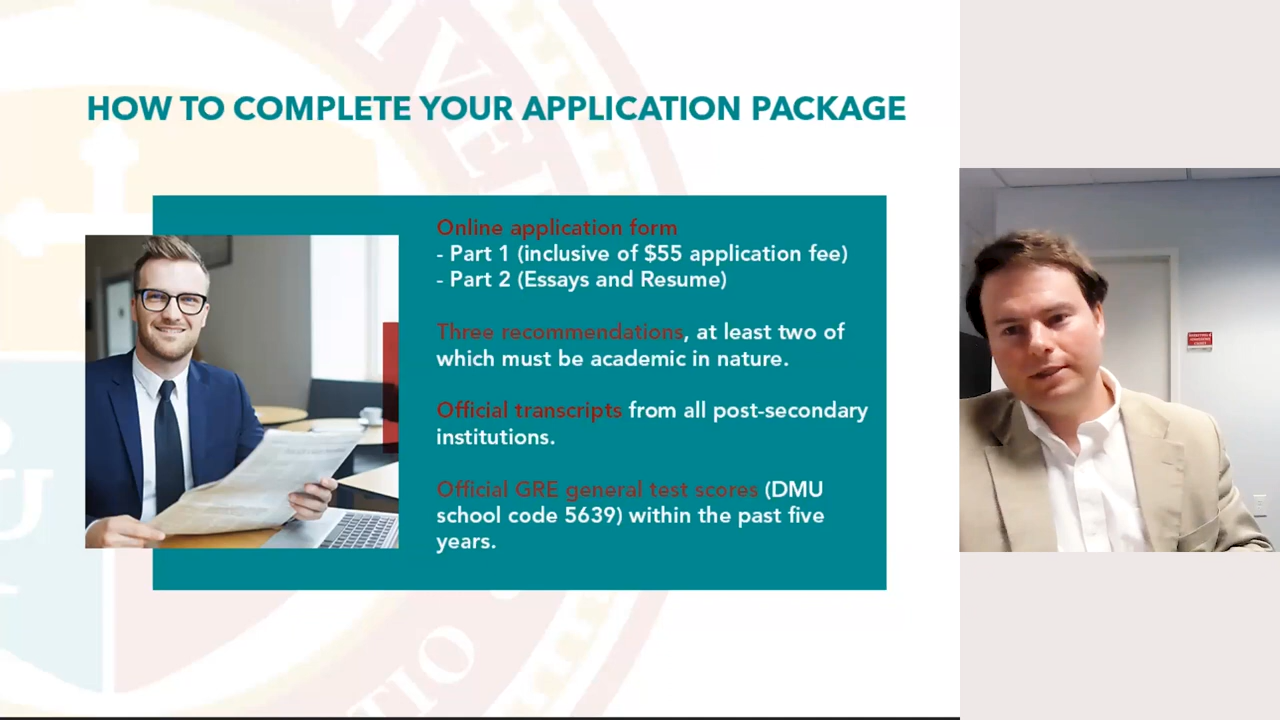 HOW TO COMPLETE YOUR APPLICATION PACKAGE
Online application form
- Part 1 (inclusive of $55 application fee)
- Part 2 (Essays and Resume)
Three recommendations, at least two of
which must be academic in nature.
Official transcripts from all post-secondary
institutions.
Official GRE general test scores (DMU
school code 5639) within the past five
years.